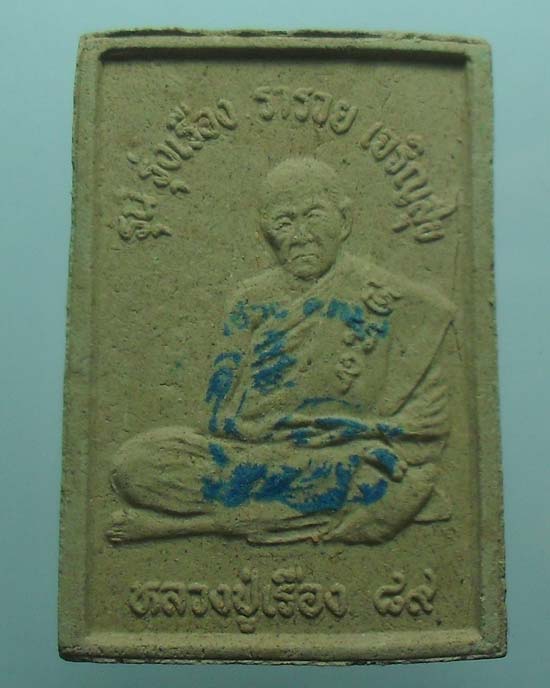 รุ่น รุ่งเรือง ร่ำรวย เจริญสุข
หลวงปู่เรือง ๘๙